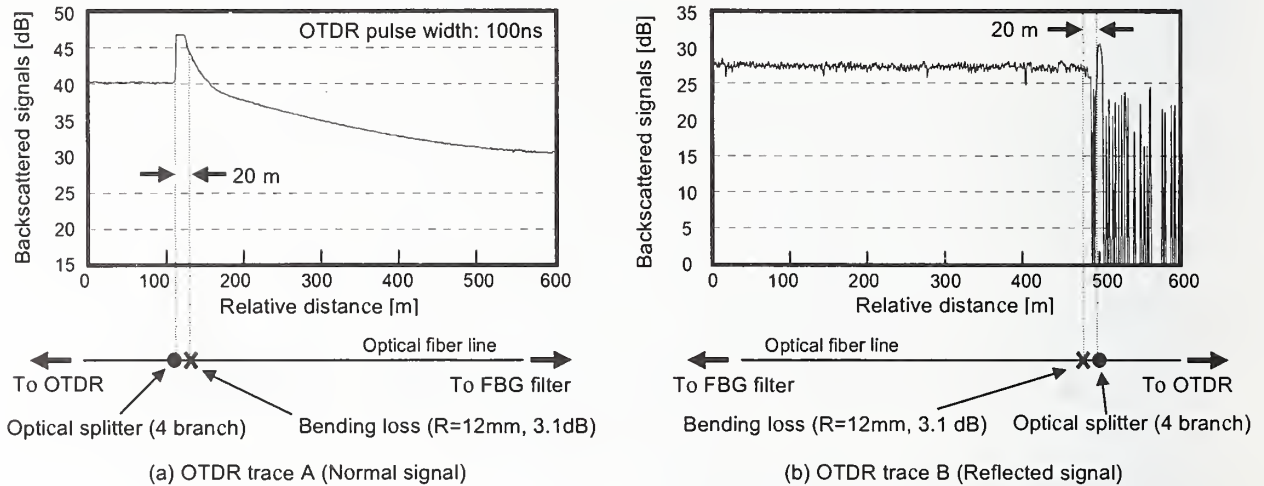 OTDR pulse width: 100ns
Backscattered signals [dB]
50
45
40
35
30
25
20
15
20 m
0
100
200
300
400
500
600
Relative distance [m]
Optical fiber line
To OTDR
To FBG filter
Optical splitter (4 branch)
Bending loss (R=12mm, 3.1dB)
(a) OTDR trace A (Normal signal)
Backscattered signals [dB]
35
30
25
20
15
10
5
0
20 m
0
100
200
300
400
500
600
Relative distance [m]
Optical fiber line
To FBG filter
To OTDR
Bending loss (R=12mm, 3.1 dB)
Optical splitter (4 branch)
(b) OTDR trace B (Reflected signal)